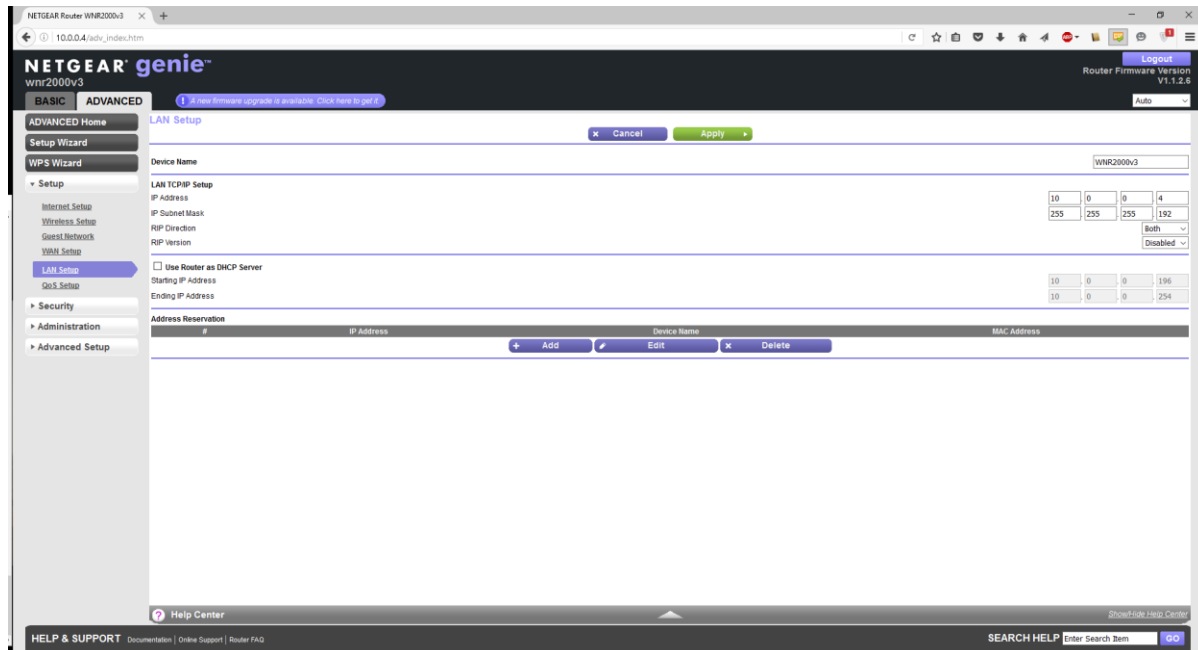 NETGEAR Router WNR2000v3
10.0.0.4/adv_index.htm
NETGEAR genie™
Logout
wnr2000v3
Router Firmware Version
V1.1.2.6
BASIC ADVANCED
A new firmware upgrade is available. Click here to get it
Auto
ADVANCED Home
Setup Wizard
WPS Wizard
Setup
Internet Setup
Wireless Setup
Guest Network
WAN Setup
LAN Setup
QoS Setup
Security
Administration
Advanced Setup
LAN Setup
Cancel Apply
Device Name WNR2000v3
LAN TCP/IP Setup
IP Address 10 . 0 . 0 . 4
IP Subnet Mask 255 . 255 . 255 . 192
RIP Direction Both
RIP Version Disabled
Use Router as DHCP Server
Starting IP Address 10 . 0 . 0 . 196
Ending IP Address 10 . 0 . 0 . 254
Address Reservation
# IP Address Device Name MAC Address
Add Edit Delete
Help Center Show/Hide Help Center
HELP & SUPPORT Documentation | Online Support | Router FAQ SEARCH HELP Enter Search Item GO